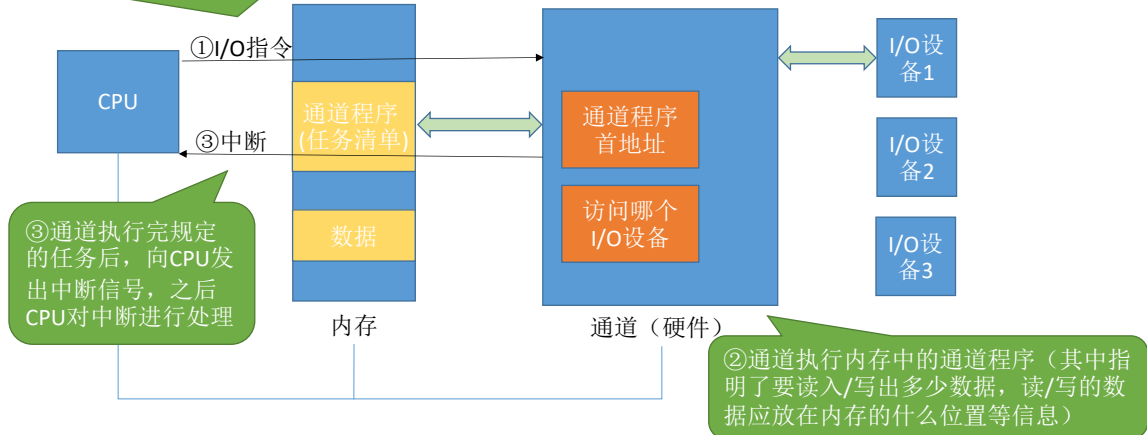 ①I/O指令
CPU
通道程序
(任务清单)
③中断
数据
通道程序
首地址
访问哪个
I/O设备
I/O设
备1
I/O设
备2
I/O设
备3
③通道执行完规定
的任务后，向CPU发
出中断信号，之后
CPU对中断进行处理
内存
通道（硬件）
②通道执行内存中的通道程序（其中指
明了要读入/写出多少数据，读/写的数
据应放在内存的什么位置等信息）